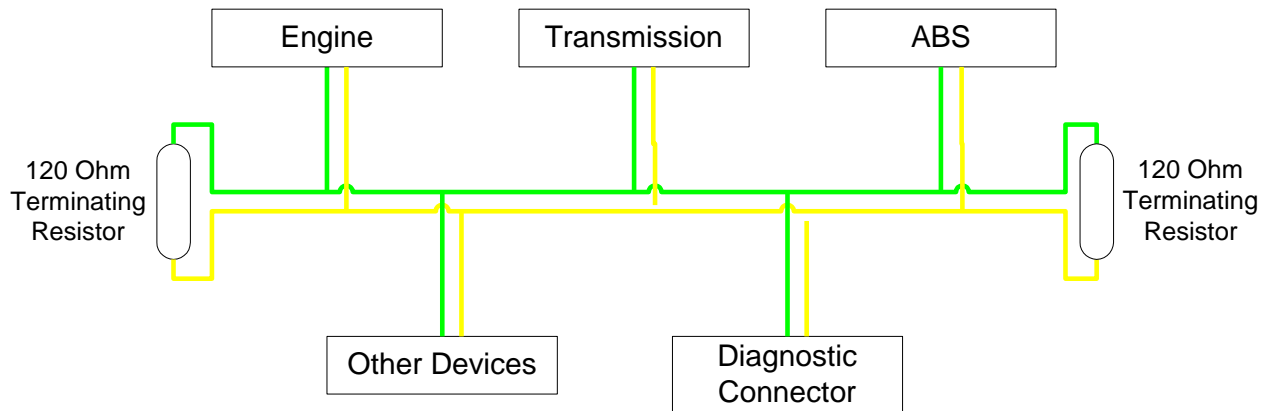 Engine
Transmission
ABS
120 Ohm
Terminating
Resistor
120 Ohm
Terminating
Resistor
Other Devices
Diagnostic
Connector